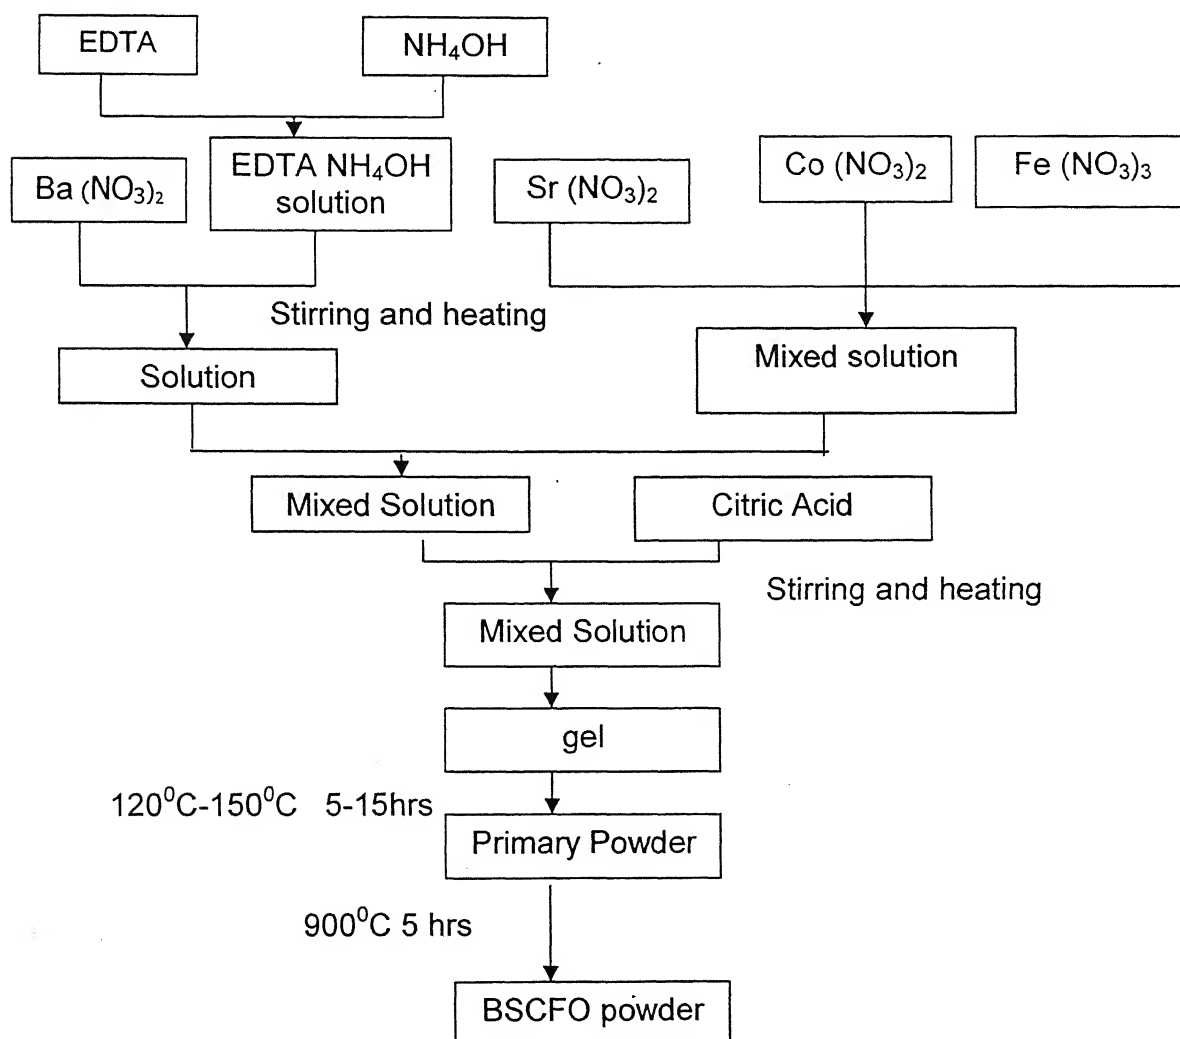 EDTA
NH₄OH
EDTA NH₄OH
solution
Ba (NO₃)₂
Sr (NO₃)₂
Co (NO₃)₂
Fe (NO₃)₃
Stirring and heating
Solution
Mixed solution
Mixed Solution
Citric Acid
Stirring and heating
Mixed Solution
gel
120⁰C-150⁰C 5-15hrs
Primary Powder
900⁰C 5 hrs
BSCFO powder